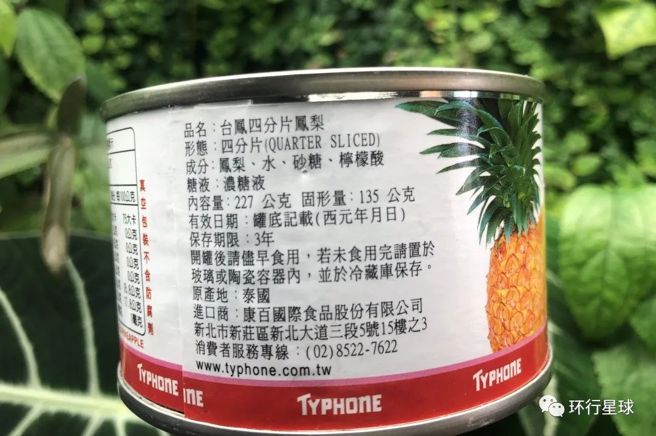 品名：台鳳四分片鳳梨
形態：四分片(QUARTER SLICED)
成分：鳳梨、水、砂糖、檸檬酸
糖液：濃糖液
內容量：227 公克 固形量：135 公克
有效日期：罐底記載(西元年月日)
保存期限：3年
開罐後請儘早食用，若未食用完請置於
玻璃或陶瓷容器內，並於冷藏庫保存。
原產地：泰國
進口商：康百國際食品股份有限公司
新北市新莊區新北大道三段5號15樓之3
消費者服務專線：(02)8522-7622
www.typhone.com.tw
真空包裝不含防腐劑
TYPHONE
TYPHONE
TYPHONE
环行星球